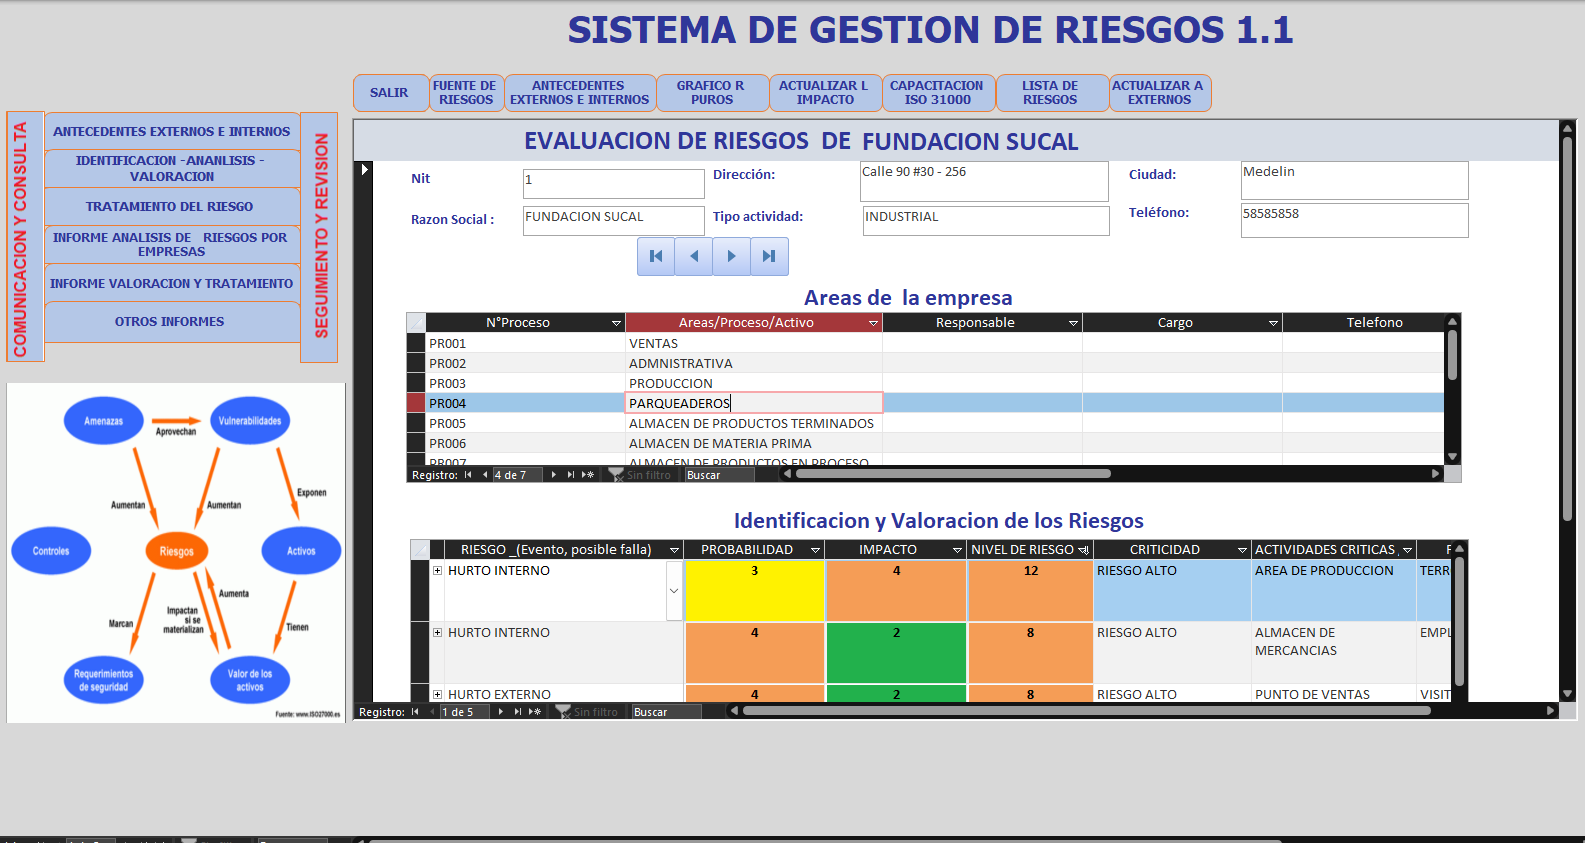 SISTEMA DE GESTION DE RIESGOS 1.1
SALIR
FUENTE DE
RIESGOS
ANTECEDENTES
EXTERNOS E INTERNOS
GRAFICO R
PUROS
ACTUALIZAR L
IMPACTO
CAPACITACION
ISO 31000
LISTA DE
RIESGOS
ACTUALIZAR A
EXTERNOS
COMUNICACION Y CONSULTA
ANTECEDENTES EXTERNOS E INTERNOS
IDENTIFICACION -ANANLISIS -
VALORACION
TRATAMIENTO DEL RIESGO
INFORME ANALISIS DE RIESGOS POR
EMPRESAS
INFORME VALORACION Y TRATAMIENTO
OTROS INFORMES
SEGUIMIENTO Y REVISION
EVALUACION DE RIESGOS DE FUNDACION SUCAL
Nit 1 Dirección: Calle 90 #30 - 256 Ciudad: Medelin
Razon Social : FUNDACION SUCAL Tipo actividad: INDUSTRIAL Teléfono: 58585858
Areas de la empresa
N°Proceso Areas/Proceso/Activo Responsable Cargo Telefono
PR001 VENTAS
PR002 ADMNISTRATIVA
PR003 PRODUCCION
PR004 PARQUEADEROS
PR005 ALMACEN DE PRODUCTOS TERMINADOS
PR006 ALMACEN DE MATERIA PRIMA
PR007 ALMACEN DE PRODUCTOS EN PROCESO
Registro: 4 de 7 Sin filtro Buscar
Identificacion y Valoracion de los Riesgos
RIESGO _(Evento, posible falla) PROBABILIDAD IMPACTO NIVEL DE RIESGO CRITICIDAD ACTIVIDADES CRITICAS
HURTO INTERNO 3 4 12 RIESGO ALTO AREA DE PRODUCCION TERR
HURTO INTERNO 4 2 8 RIESGO ALTO ALMACEN DE EMPL
MERCANCIAS
HURTO EXTERNO 4 2 8 RIESGO ALTO PUNTO DE VENTAS VISIT
Registro: 1 de 5 Sin filtro Buscar
Amenazas
Aprovechan
Vulnerabilidades
Aumentan
Aumentan
Exponen
Controles
Riesgos
Activos
Marcan
Impactan
si se
materializan
Aumenta
Tienen
Requerimientos
de seguridad
Valor de los
activos
Fuente: www.ISO27000.es